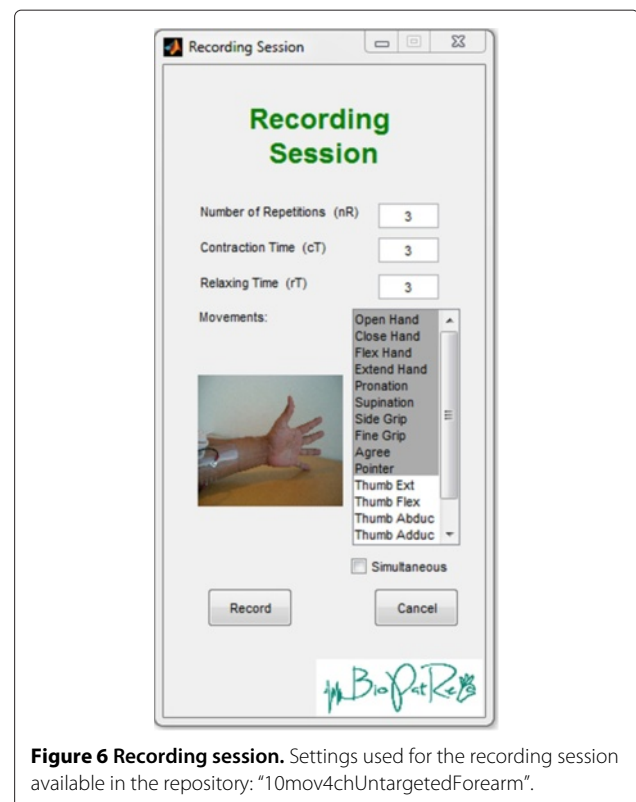 Recording Session
Recording
Session
Number of Repetitions (nR) 3
Contraction Time (cT) 3
Relaxing Time (rT) 3
Movements:
Open Hand
Close Hand
Flex Hand
Extend Hand
Pronation
Supination
Side Grip
Fine Grip
Agree
Pointer
Thumb Ext
Thumb Flex
Thumb Abduc
Thumb Adduc
Simultaneous
Record Cancel
BioPatRec
Figure 6 Recording session. Settings used for the recording session
available in the repository: “10mov4chUntargetedForearm”.